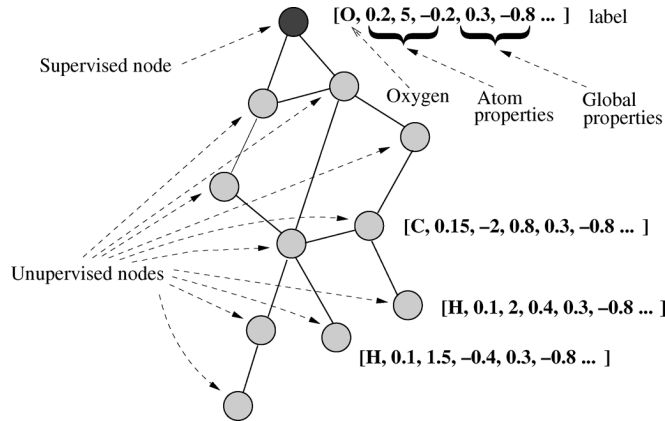 [O, 0.2, 5, −0.2, 0.3, −0.8 ... ] label
Supervised node
Oxygen
Atom
properties
Global
properties
[C, 0.15, −2, 0.8, 0.3, −0.8 ... ]
Unupervised nodes
[H, 0.1, 2, 0.4, 0.3, −0.8 ... ]
[H, 0.1, 1.5, −0.4, 0.3, −0.8 ... ]